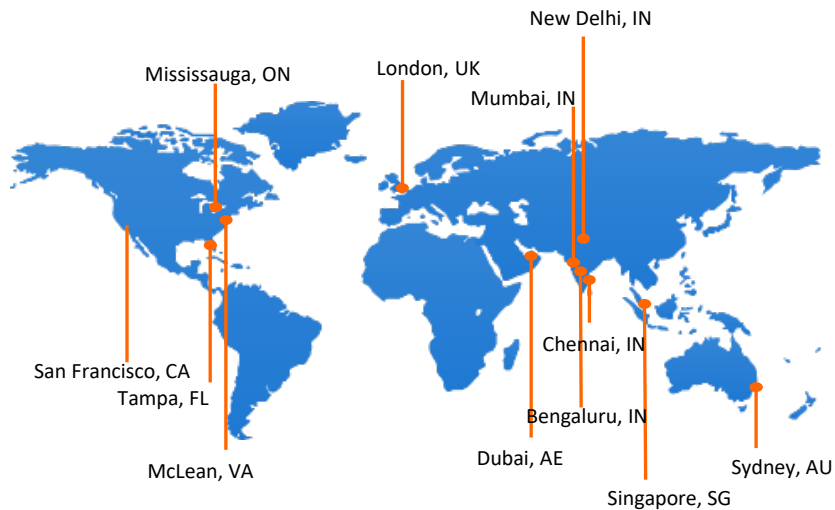 New Delhi, IN
Mississauga, ON
London, UK
Mumbai, IN
Chennai, IN
San Francisco, CA
Tampa, FL
Bengaluru, IN
Dubai, AE
McLean, VA
Sydney, AU
Singapore, SG